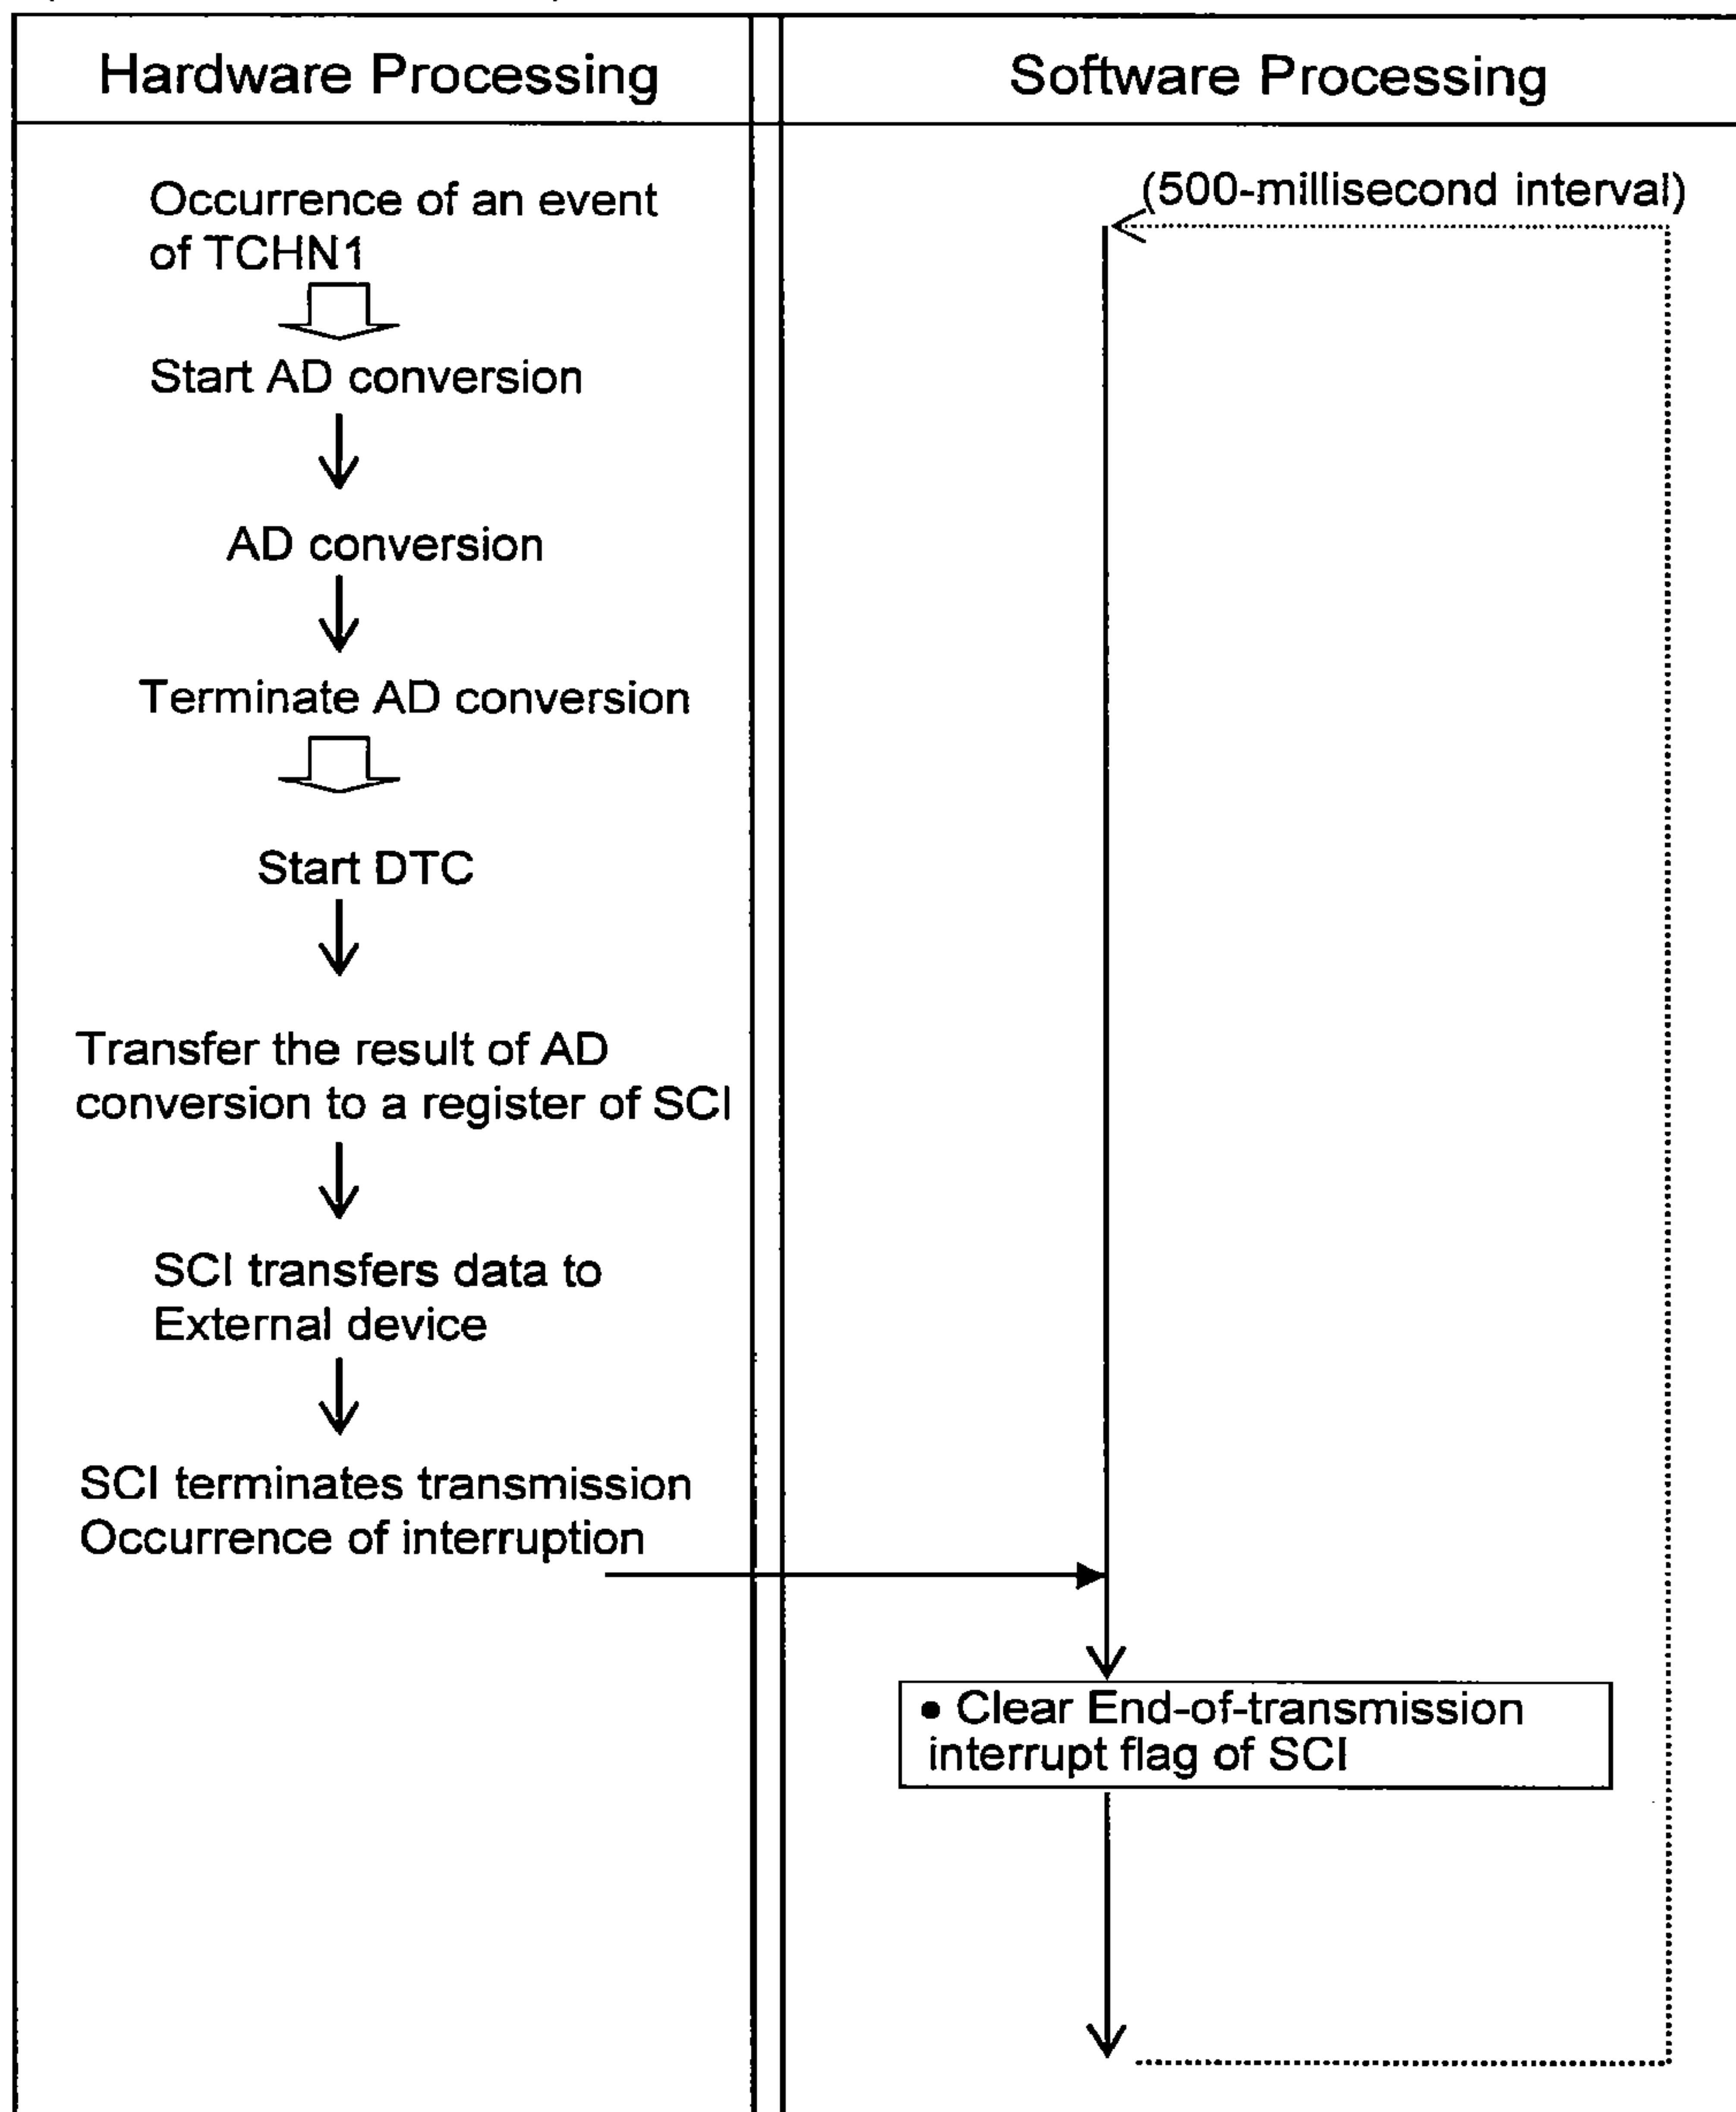 Hardware Processing
Software Processing
Occurrence of an event
of TCHN1
Start AD conversion
AD conversion
Terminate AD conversion
Start DTC
Transfer the result of AD
conversion to a register of SCI
SCI transfers data to
External device
SCI terminates transmission
Occurrence of interruption
(500-millisecond interval)
• Clear End-of-transmission
interrupt flag of SCI